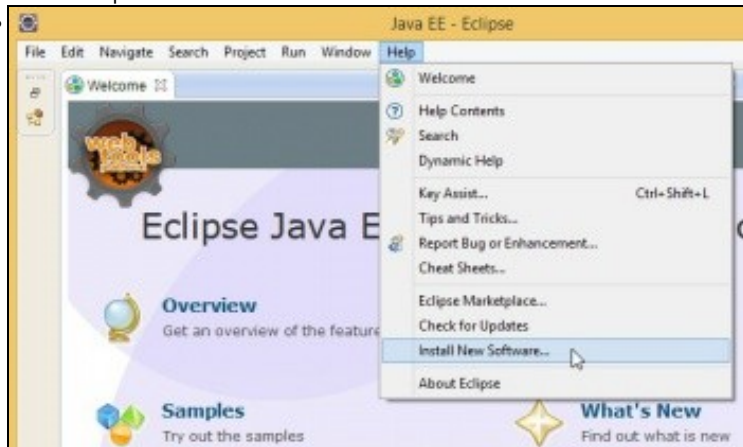 Java EE - Eclipse
File Edit Navigate Search Project Run Window Help
Welcome
web
tools
Eclipse Java E
Overview
Get an overview of the feature
Samples
Try out the samples
What's New
Find out what is new
Welcome
Help Contents
Search
Dynamic Help
Key Assist... Ctrl+Shift+L
Tips and Tricks...
Report Bug or Enhancement...
Cheat Sheets...
Eclipse Marketplace...
Check for Updates
Install New Software...
About Eclipse